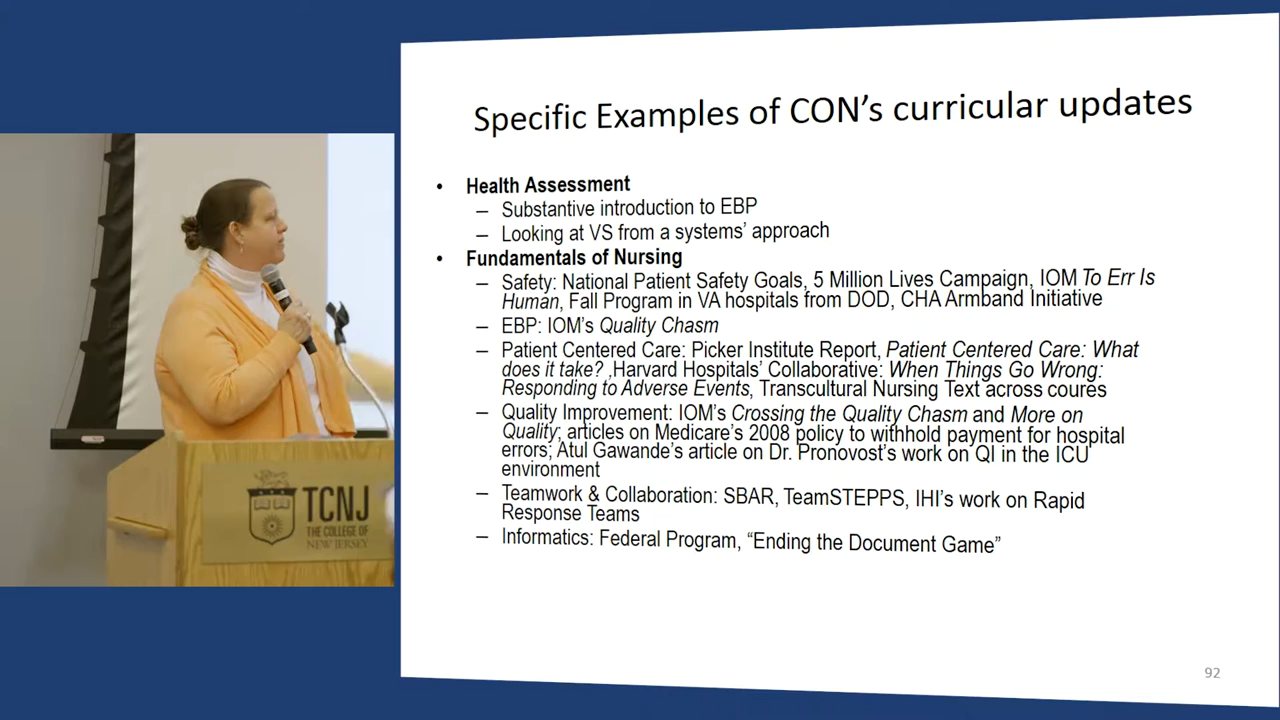 Specific Examples of CON's curricular updates
• Health Assessment
– Substantive introduction to EBP
– Looking at VS from a systems' approach
• Fundamentals of Nursing
– Safety: National Patient Safety Goals, 5 Million Lives Campaign, IOM To Err Is
Human, Fall Program in VA hospitals from DOD, CHA Armband Initiative
– EBP: IOM's Quality Chasm
– Patient Centered Care: Picker Institute Report, Patient Centered Care: What
does it take? ,Harvard Hospitals' Collaborative: When Things Go Wrong:
Responding to Adverse Events, Transcultural Nursing Text across coures
– Quality Improvement: IOM's Crossing the Quality Chasm and More on
Quality; articles on Medicare's 2008 policy to withhold payment for hospital
errors; Atul Gawande's article on Dr. Pronovost's work on QI in the ICU
environment
– Teamwork & Collaboration: SBAR, TeamSTEPPS, IHI's work on Rapid
Response Teams
– Informatics: Federal Program, “Ending the Document Game”
92
TCNJ
THE COLLEGE OF
NEW JERSEY